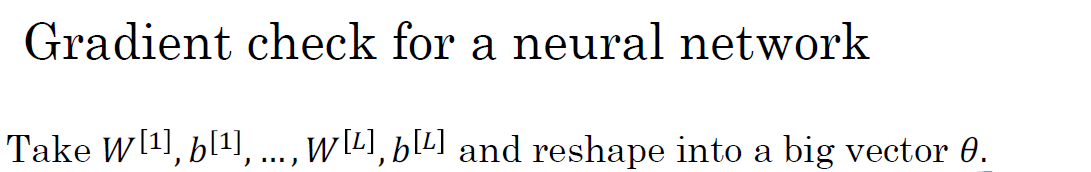 Gradient check for a neural network
Take W[1], b[1], ..., W[L], b[L] and reshape into a big vector θ.